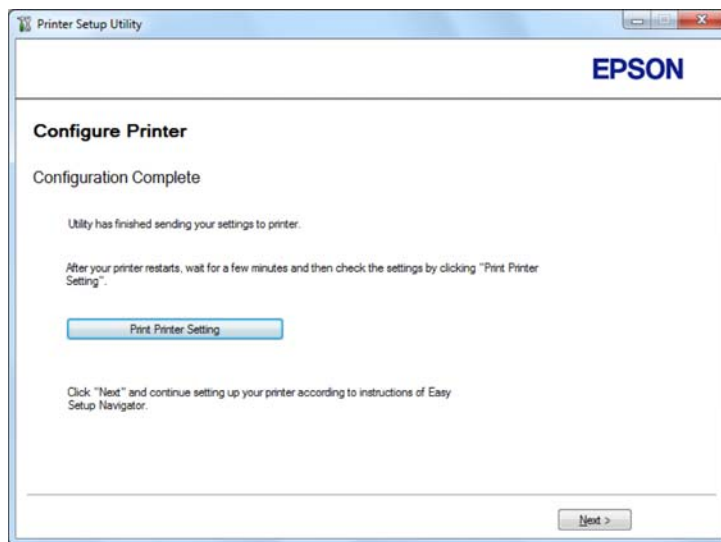 Printer Setup Utility
EPSON
Configure Printer
Configuration Complete
Utility has finished sending your settings to printer.
After your printer restarts, wait for a few minutes and then check the settings by clicking "Print Printer
Setting".
Print Printer Setting
Click "Next" and continue setting up your printer according to instructions of Easy
Setup Navigator.
Next >